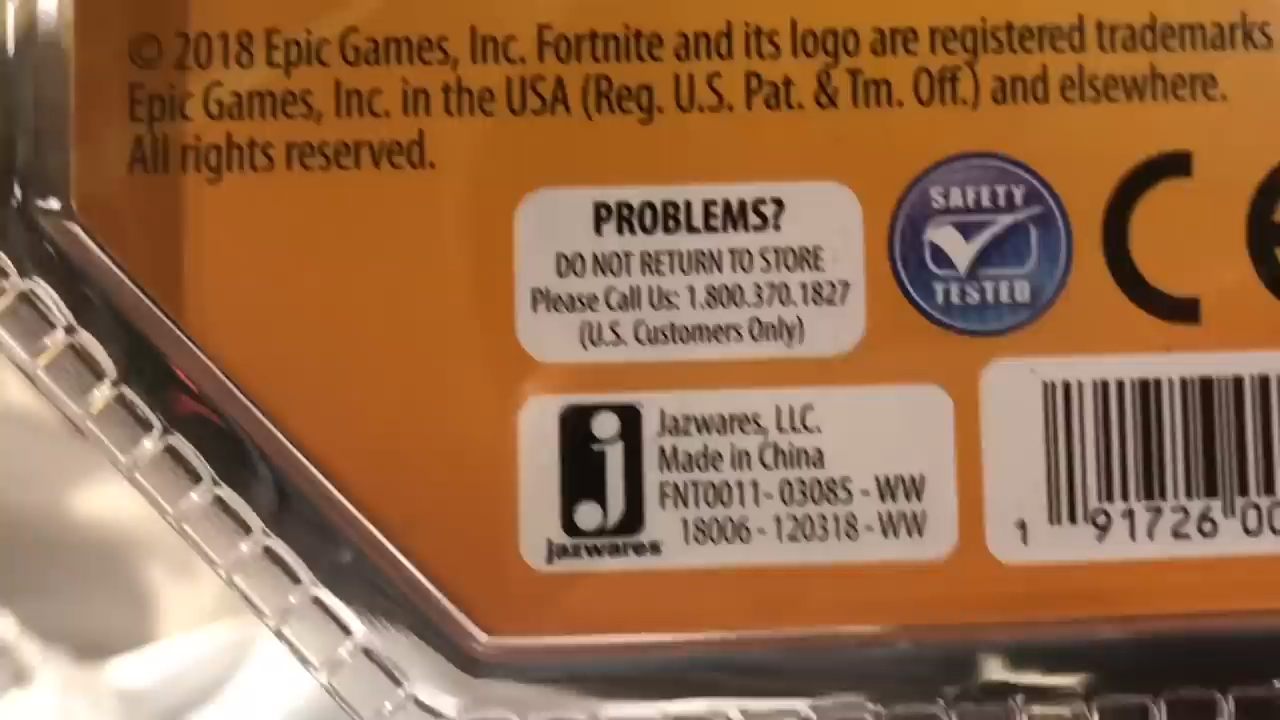 © 2018 Epic Games, Inc. Fortnite and its logo are registered trademarks
Epic Games, Inc. in the USA (Reg. U.S. Pat. & Tm. Off.) and elsewhere.
All rights reserved.
PROBLEMS?
DO NOT RETURN TO STORE
Please Call Us: 1.800.370.1827
(U.S. Customers Only)
SAFETY
TESTED
CE
j
Jazwares
Jazwares, LLC.
Made in China
FNT0011- 03085 - WW
18006 - 120318 - WW
1 91726 00